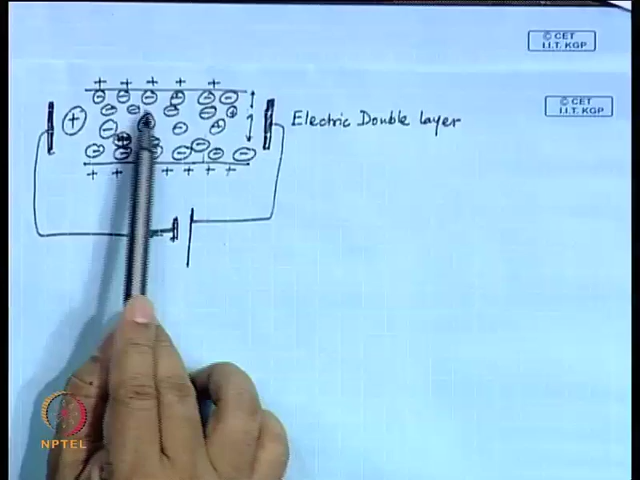 © CET
I.I.T. KGP
© CET
I.I.T. KGP
+ + + + +
Electric Double layer
+ + + + + +
NPTEL